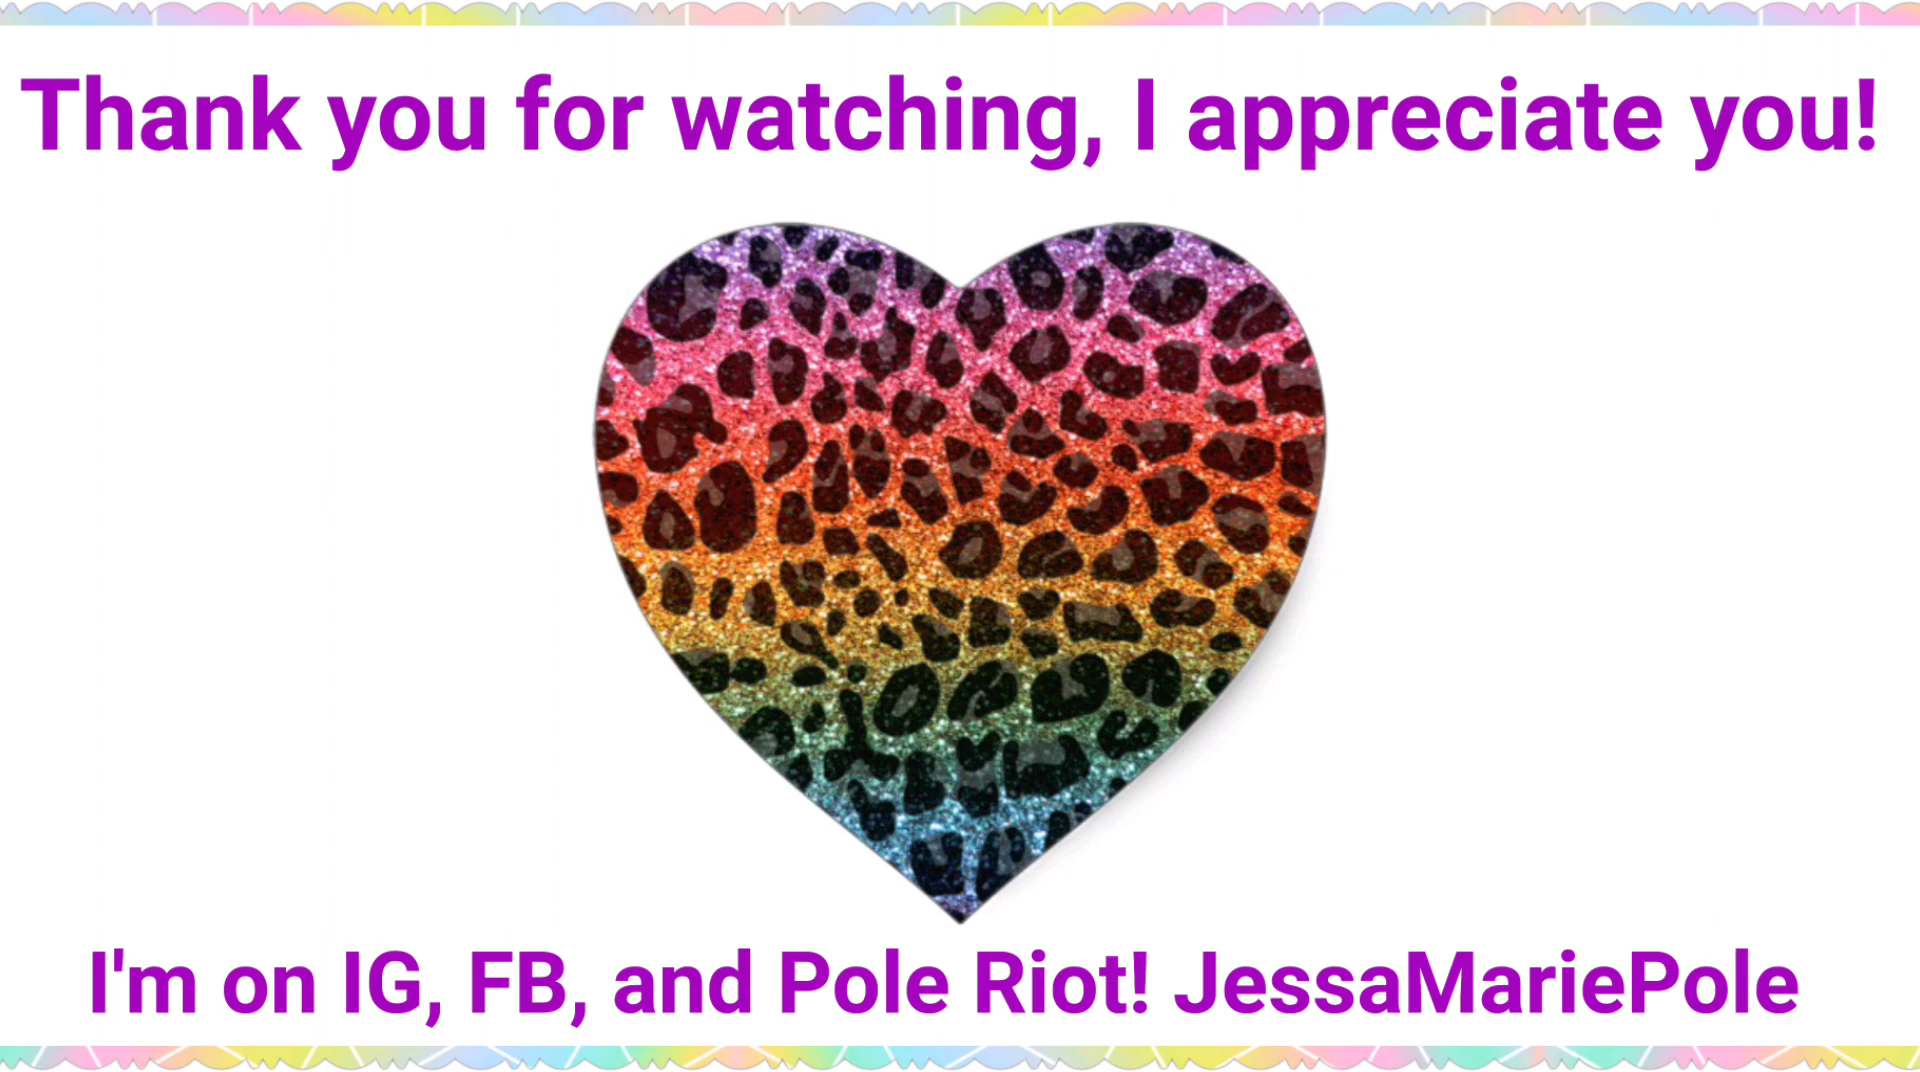 Thank you for watching, I appreciate you!
I'm on IG, FB, and Pole Riot! JessaMariePole